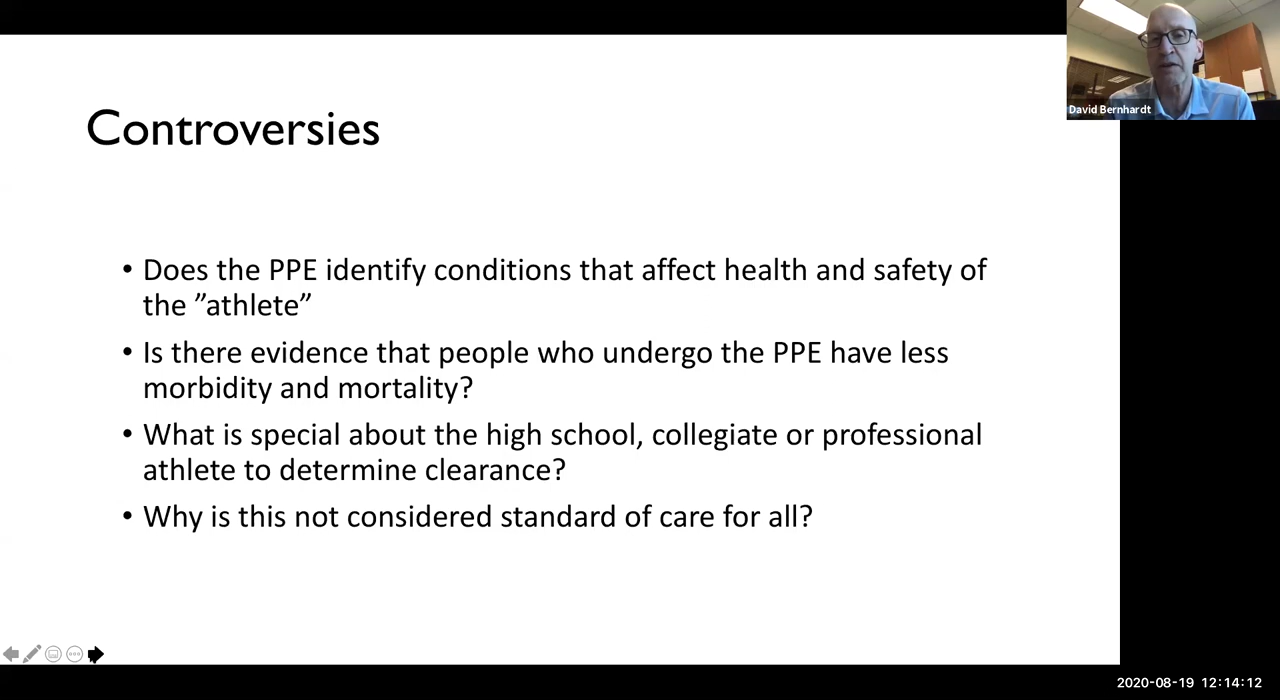 Controversies
David Bernhardt
• Does the PPE identify conditions that affect health and safety of
the ”athlete”
• Is there evidence that people who undergo the PPE have less
morbidity and mortality?
• What is special about the high school, collegiate or professional
athlete to determine clearance?
• Why is this not considered standard of care for all?
2020-08-19 12:14:12